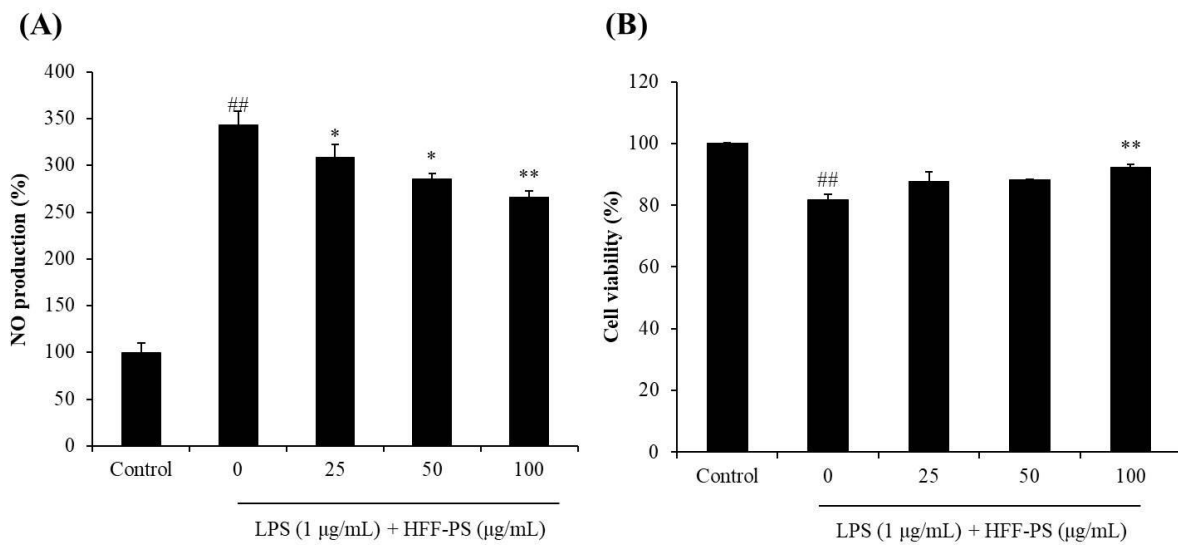 (A)
NO production (%)
400
350
300
250
200
150
100
50
0
##
*
*
**
Control 0 25 50 100
LPS (1 μg/mL) + HFF-PS (μg/mL)
(B)
Cell viability (%)
120
100
80
60
40
20
0
##
**
Control 0 25 50 100
LPS (1 μg/mL) + HFF-PS (μg/mL)